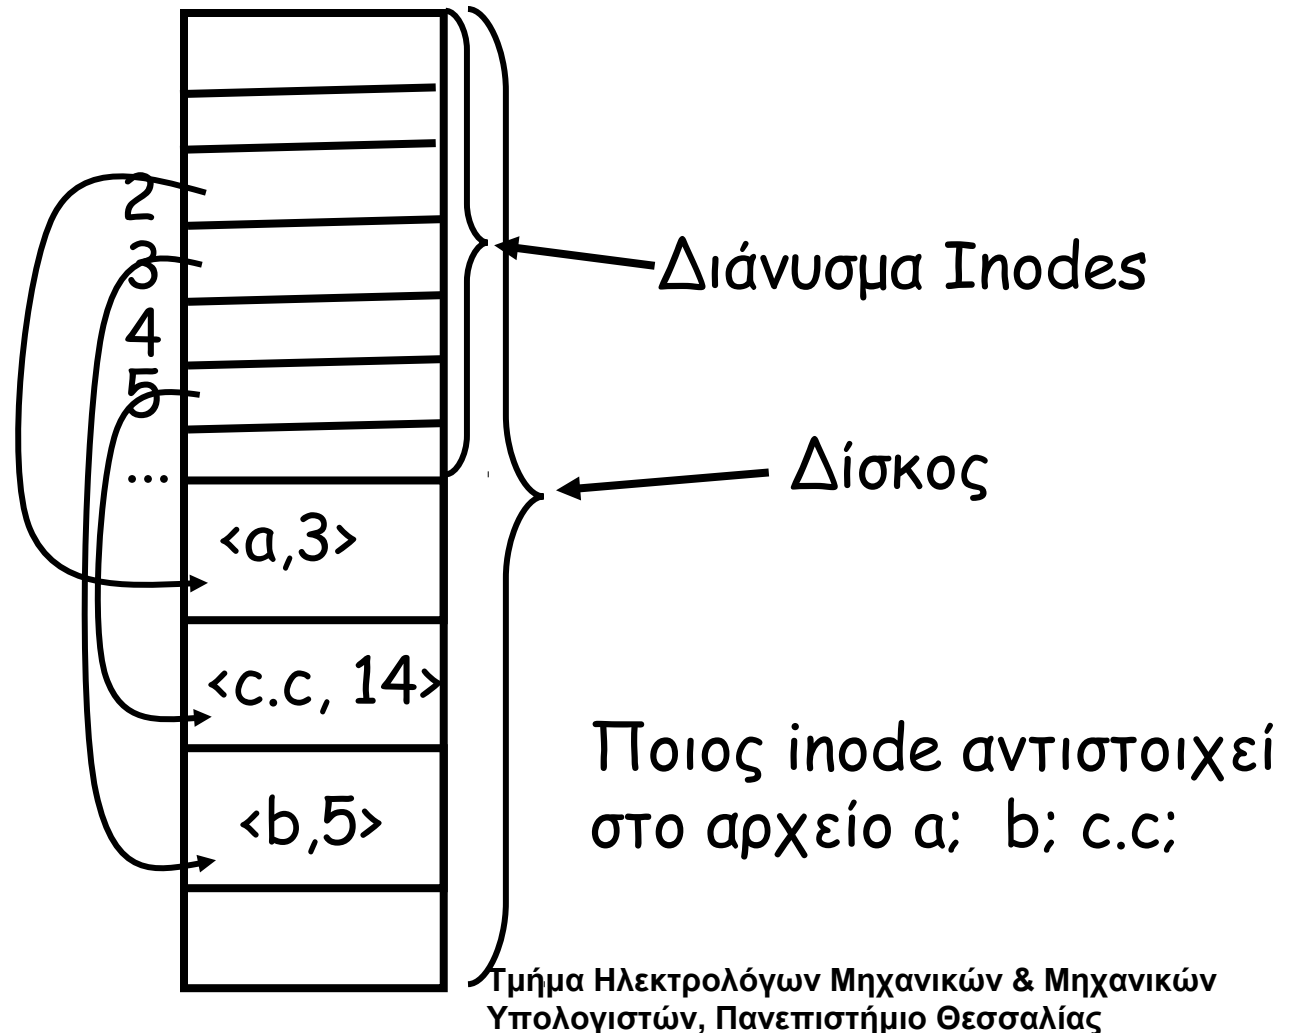 2
3
4
5
...
Διάνυσμα Inodes
Δίσκος
<a,3>
<c.c, 14>
<b,5>
Ποιος inode αντιστοιχεί
στο αρχείο a; b; c.c;
Τμήμα Ηλεκτρολόγων Μηχανικών & Μηχανικών
Υπολογιστών, Πανεπιστήμιο Θεσσαλίας